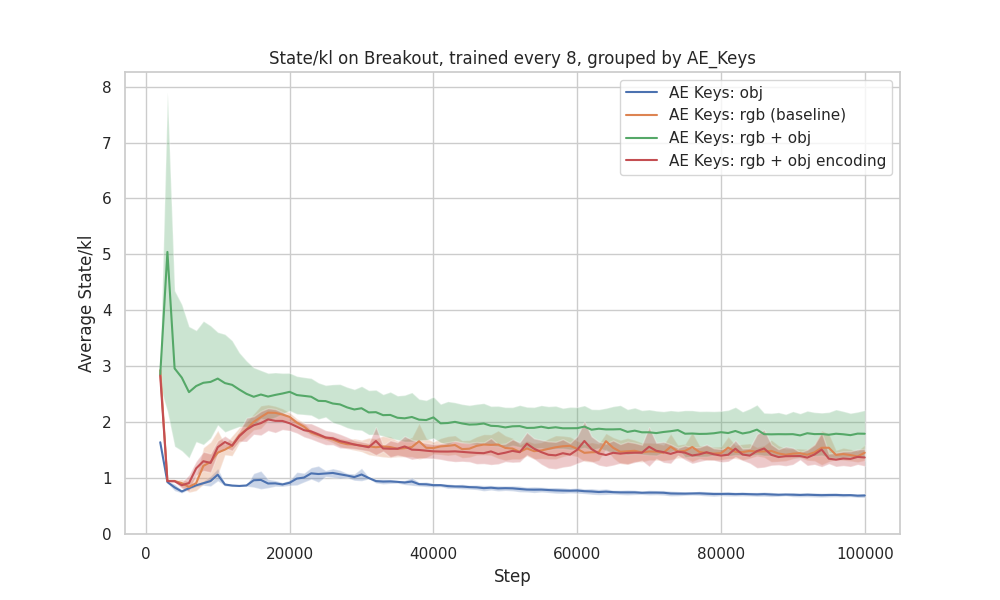 State/kl on Breakout, trained every 8, grouped by AE_Keys
AE Keys: obj
AE Keys: rgb (baseline)
AE Keys: rgb + obj
AE Keys: rgb + obj encoding
Average State/kl
8
7
6
5
4
3
2
1
0
0
20000
40000
60000
80000
100000
Step